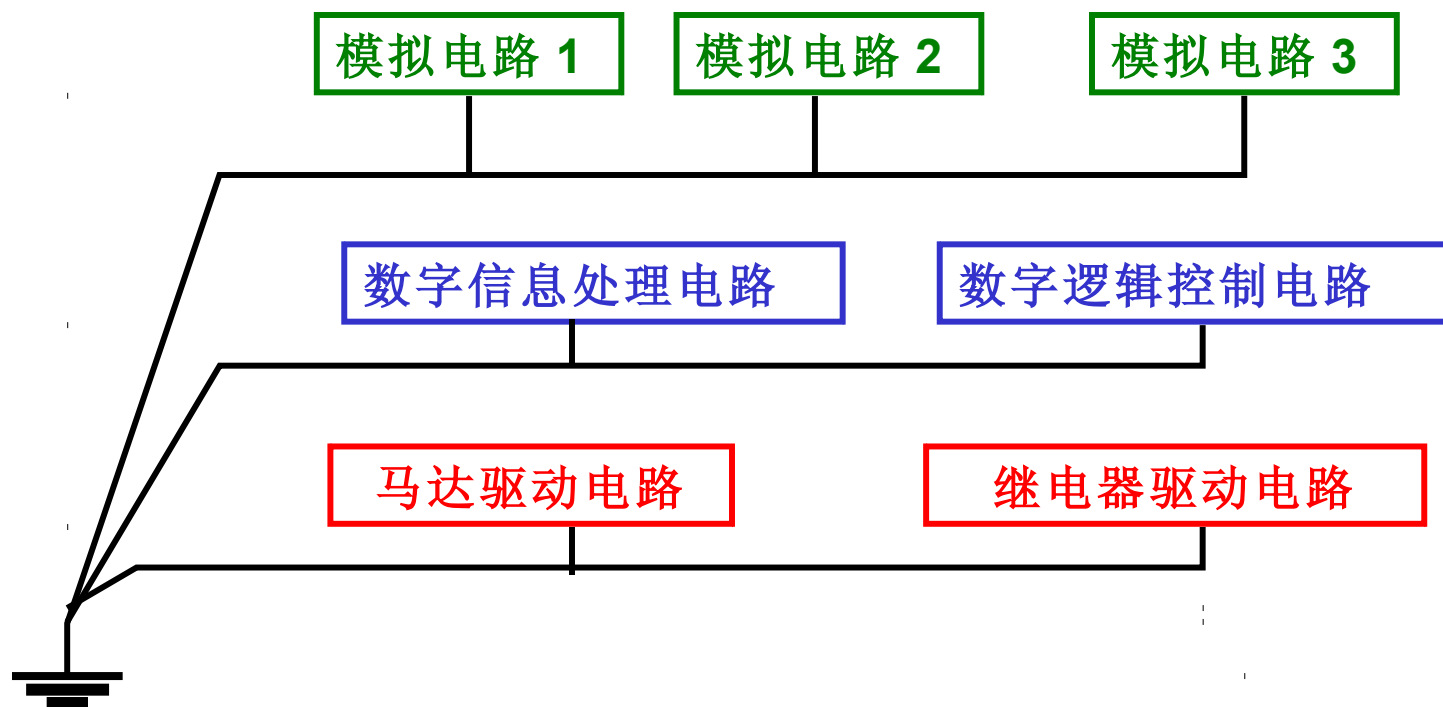 模拟电路 1
模拟电路 2
模拟电路 3
数字信息处理电路
数字逻辑控制电路
马达驱动电路
继电器驱动电路